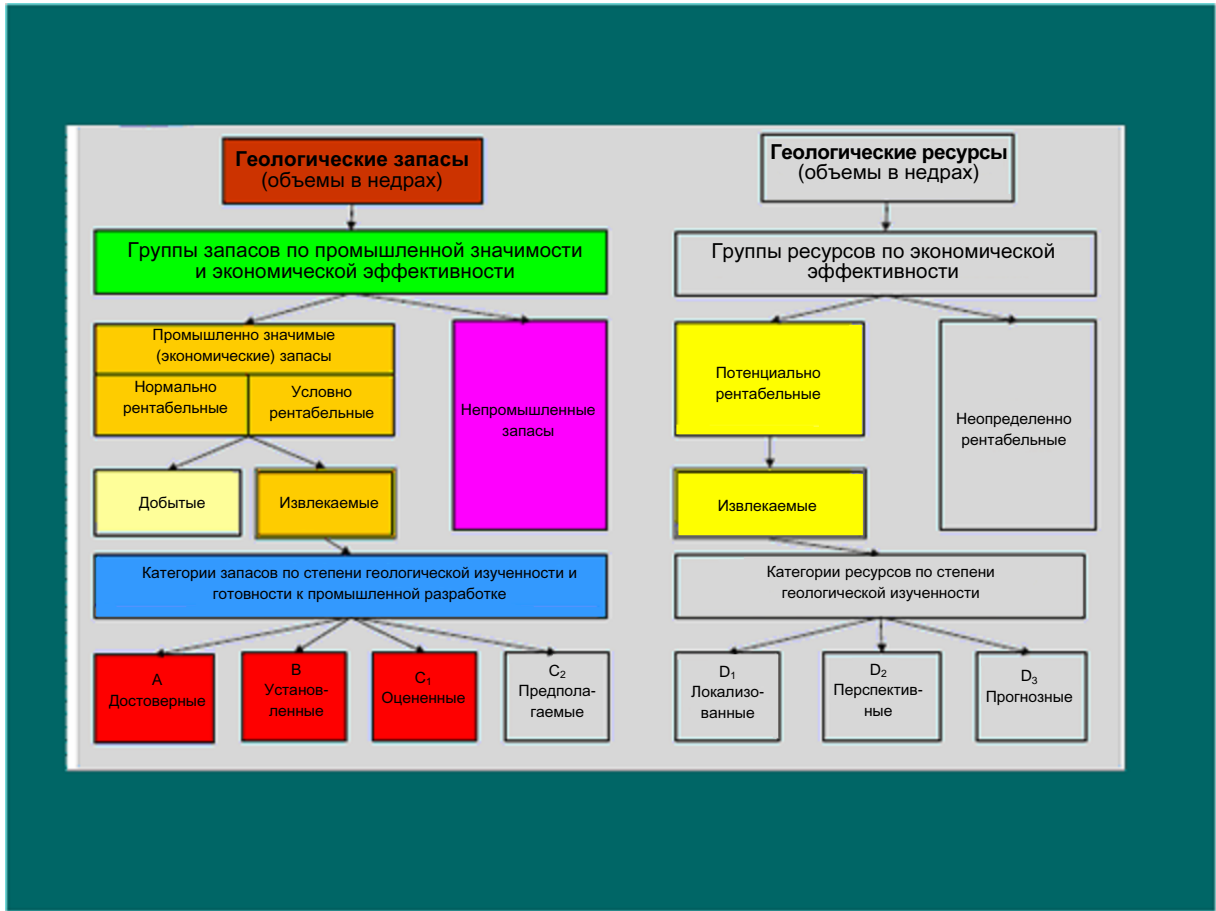 Геологические запасы
(объемы в недрах)
Группы запасов по промышленной значимости
и экономической эффективности
Промышленно значимые
(экономические) запасы
Нормально
рентабельные
Условно
рентабельные
Непромышленные
запасы
Добытые
Извлекаемые
Категории запасов по степени геологической изученности и
готовности к промышленной разработке
A
Достоверные
B
Установ-
ленные
C₁
Оцененные
C₂
Предпола-
гаемые
Геологические ресурсы
(объемы в недрах)
Группы ресурсов по экономической
эффективности
Потенциально
рентабельные
Неопределенно
рентабельные
Извлекаемые
Категории ресурсов по степени
геологической изученности
D₁
Локализо-
ванные
D₂
Перспектив-
ные
D₃
Прогнозные